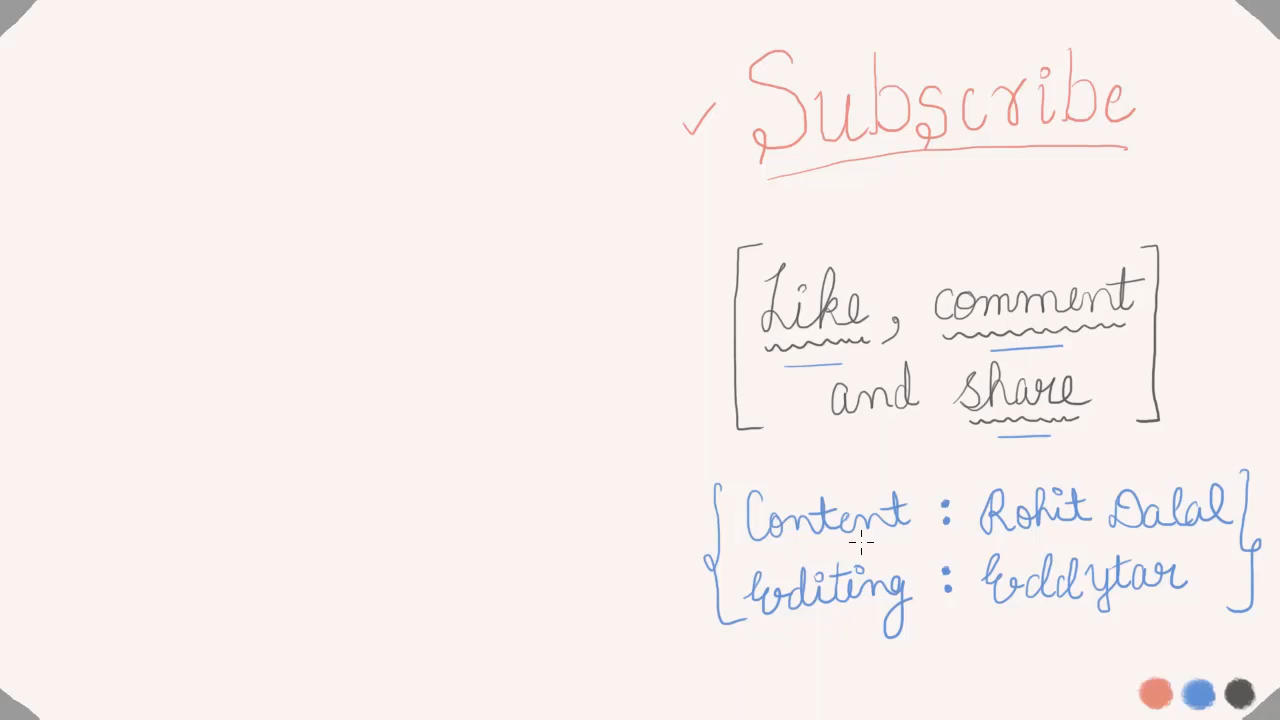 Subscribe
Like, comment
and share
Content : Rohit Dalal
Editing : Eddytar